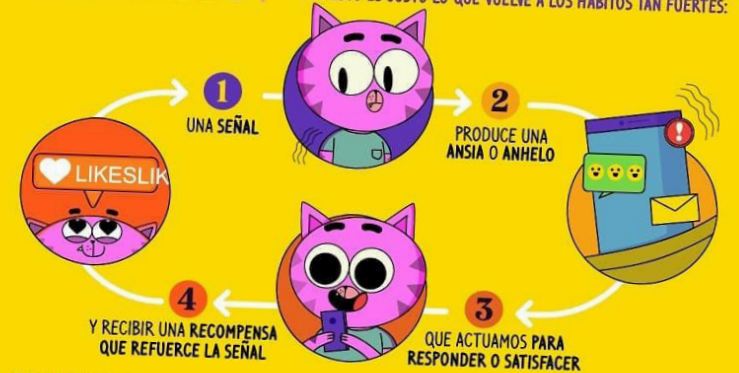 ES JUSTO LO QUE VUELVE A LOS HÁBITOS TAN FUERTES:
1
UNA SEÑAL
2
PRODUCE UNA
ANSIA O ANHELO
LIKESLIK
4
Y RECIBIR UNA RECOMPENSA
QUE REFUERCE LA SEÑAL
3
QUE ACTUAMOS PARA
RESPONDER O SATISFACER